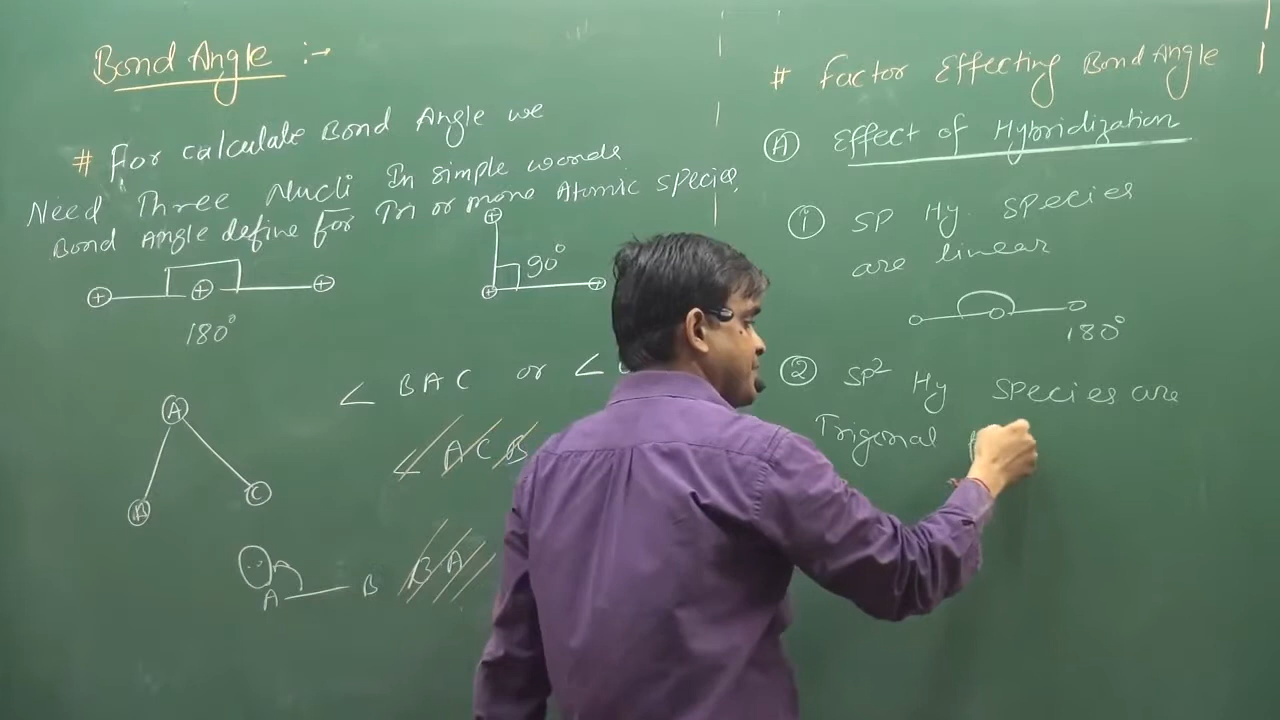 Bond Angle :-
# For calculate Bond Angle we
Need Three Nucli In simple words
Bond Angle define for Tri or more Atomic species,
180°
90°
∠ BAC or ∠
A
B
C
∠ ACB
A
B
BA
# Factor Effecting Bond Angle
Ⓐ Effect of Hybridization
① SP Hy. Species
are linear
180°
② SP² Hy Species are
Trigonal